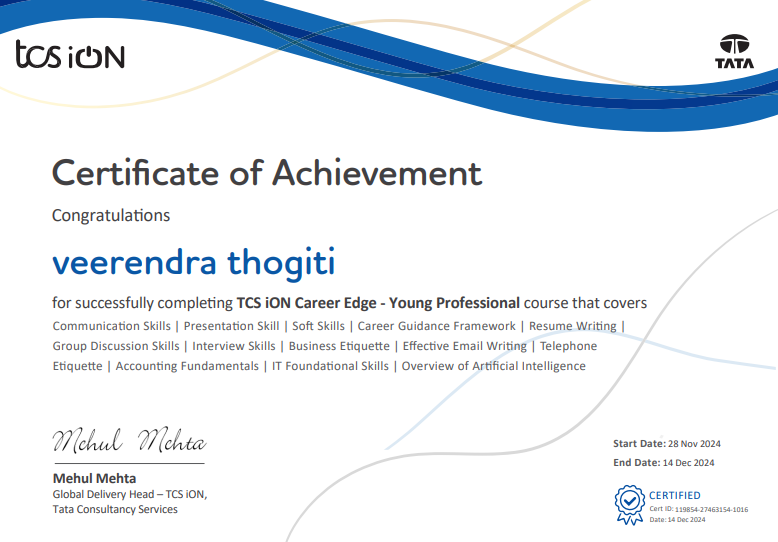 tcs iON
TATA
Certificate of Achievement
Congratulations
veerendra thogiti
for successfully completing TCS iON Career Edge - Young Professional course that covers
Communication Skills | Presentation Skill | Soft Skills | Career Guidance Framework | Resume Writing |
Group Discussion Skills | Interview Skills | Business Etiquette | Effective Email Writing | Telephone
Etiquette | Accounting Fundamentals | IT Foundational Skills | Overview of Artificial Intelligence
Mehul Mehta
Mehul Mehta
Global Delivery Head – TCS iON,
Tata Consultancy Services
Start Date: 28 Nov 2024
End Date: 14 Dec 2024
CERTIFIED
Cert ID: 119854-27463154-1016
Date: 14 Dec 2024